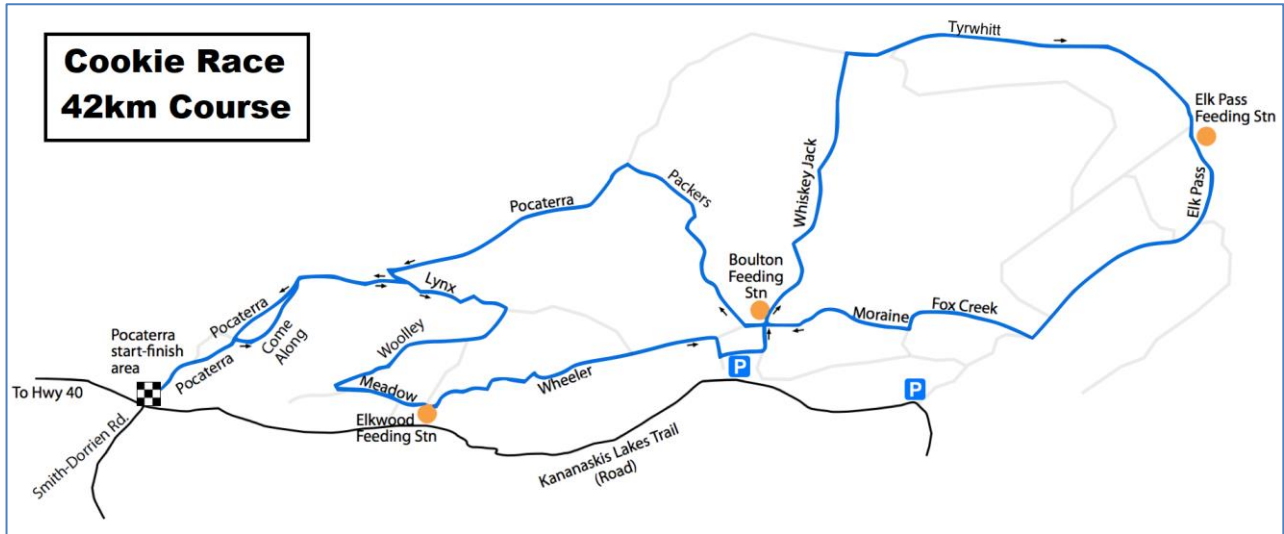 Cookie Race
42km Course
Tyrwhitt
Elk Pass
Feeding Stn
Elk Pass
Whiskey Jack
Packers
Pocaterra
Boulton
Feeding
Stn
Lynx
Pocaterra
Come
Along
Pocaterra
Pocaterra
start-finish
area
Woolley
Fox Creek
Moraine
Wheeler
Meadow
P
P
To Hwy 40
Elkwood
Feeding Stn
Smith-Dorrien Rd.
Kananaskis Lakes Trail
(Road)